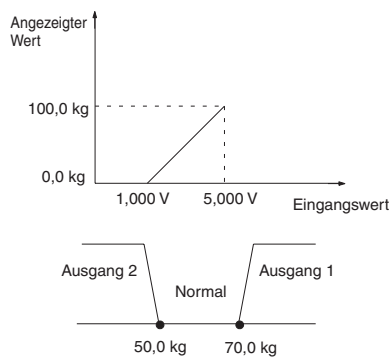 Angezeigter
Wert
100,0 kg
0,0 kg
1,000 V
5,000 V
Eingangswert
Ausgang 2
Normal
Ausgang 1
50,0 kg
70,0 kg